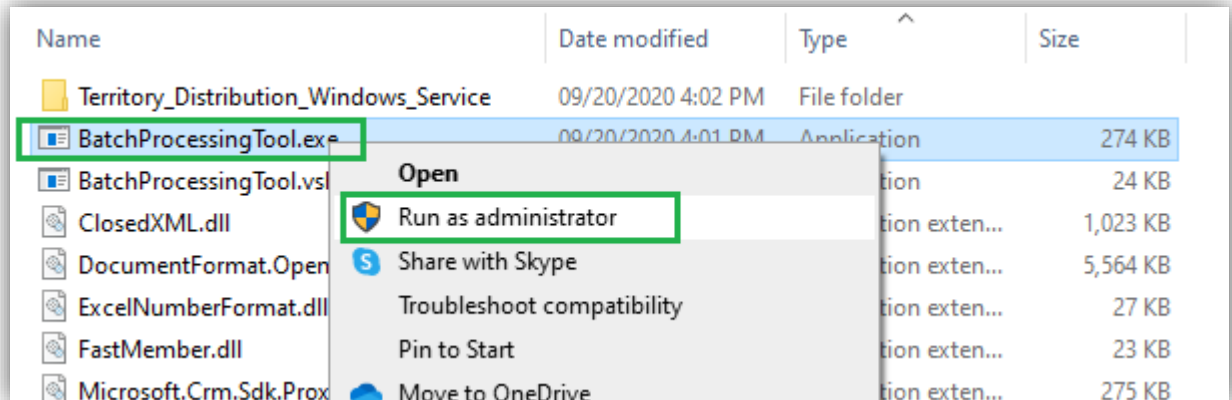 Name Date modified Type Size
Territory_Distribution_Windows_Service 09/20/2020 4:02 PM File folder
BatchProcessingTool.exe 09/20/2020 4:01 PM Application 274 KB
BatchProcessingTool.vsl tion 24 KB
ClosedXML.dll tion exten... 1,023 KB
DocumentFormat.Open tion exten... 5,564 KB
ExcelNumberFormat.dll tion exten... 27 KB
FastMember.dll tion exten... 23 KB
Microsoft.Crm.Sdk.Prox tion exten... 275 KB
Open
Run as administrator
Share with Skype
Troubleshoot compatibility
Pin to Start
Move to OneDrive